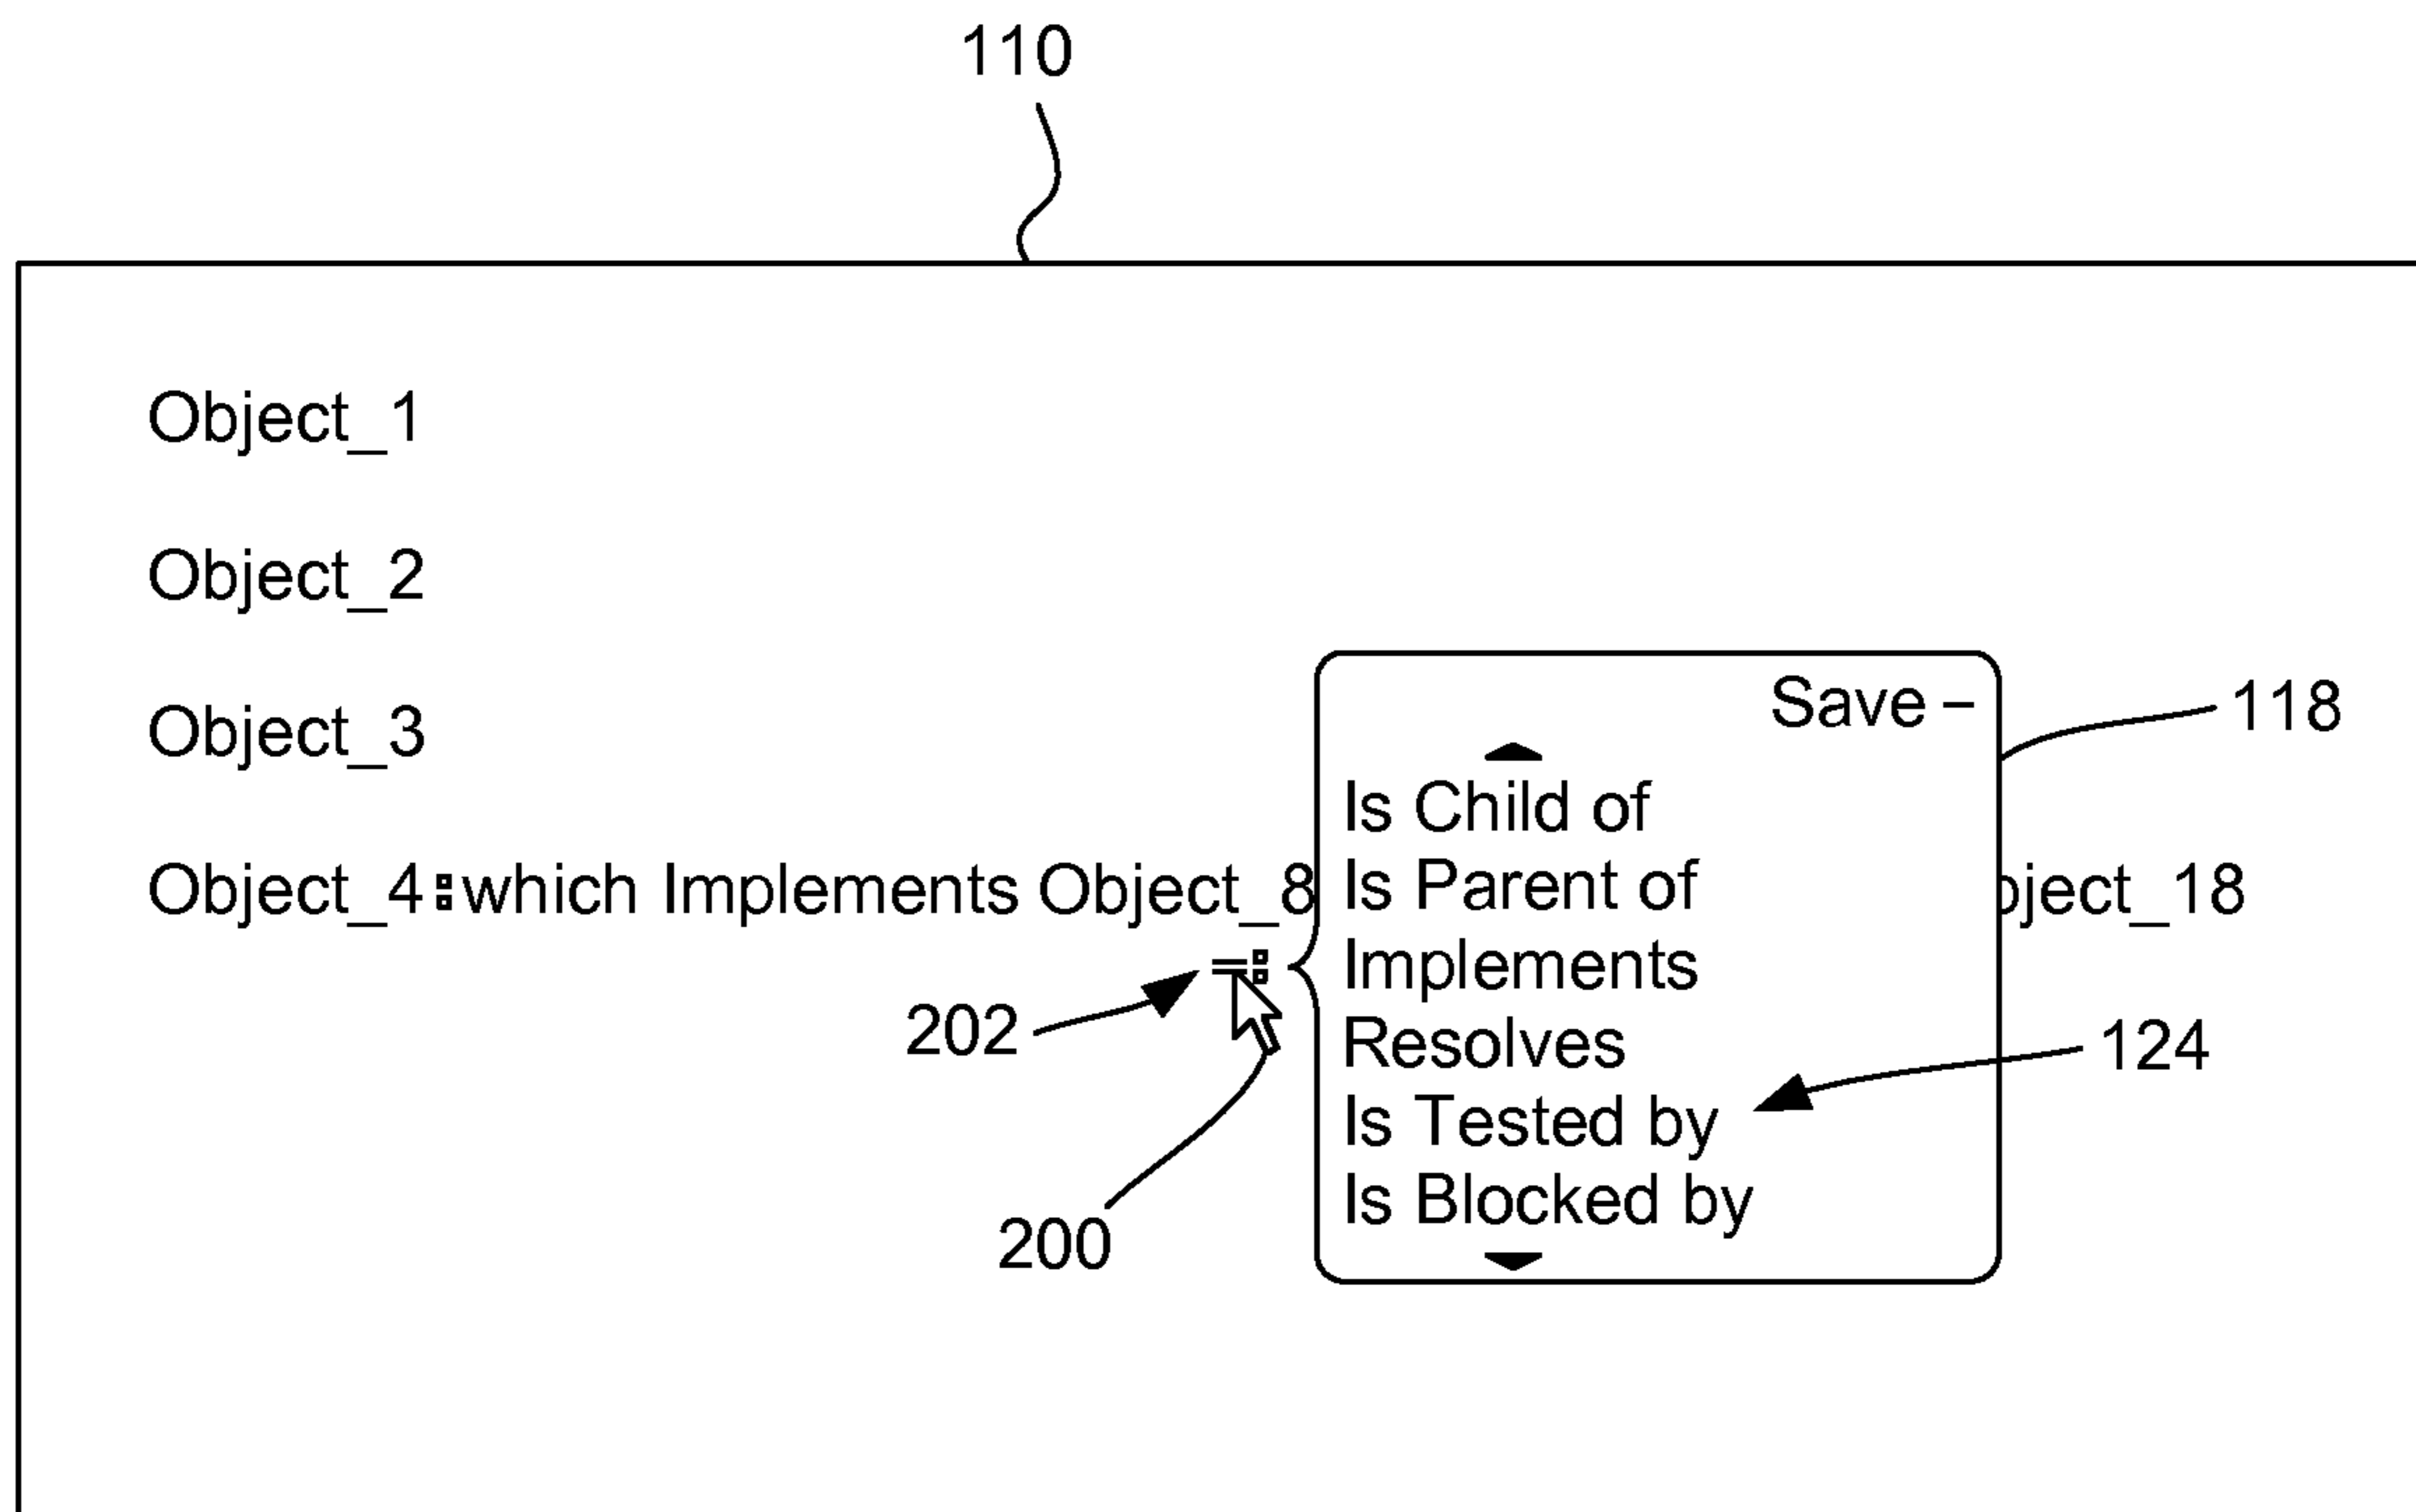 110
Object_1
Object_2
Object_3
Save –
118
Is Child of
Object_4 which Implements Object_8
Is Parent of
bject_18
Implements
202
Resolves
124
Is Tested by
Is Blocked by
200